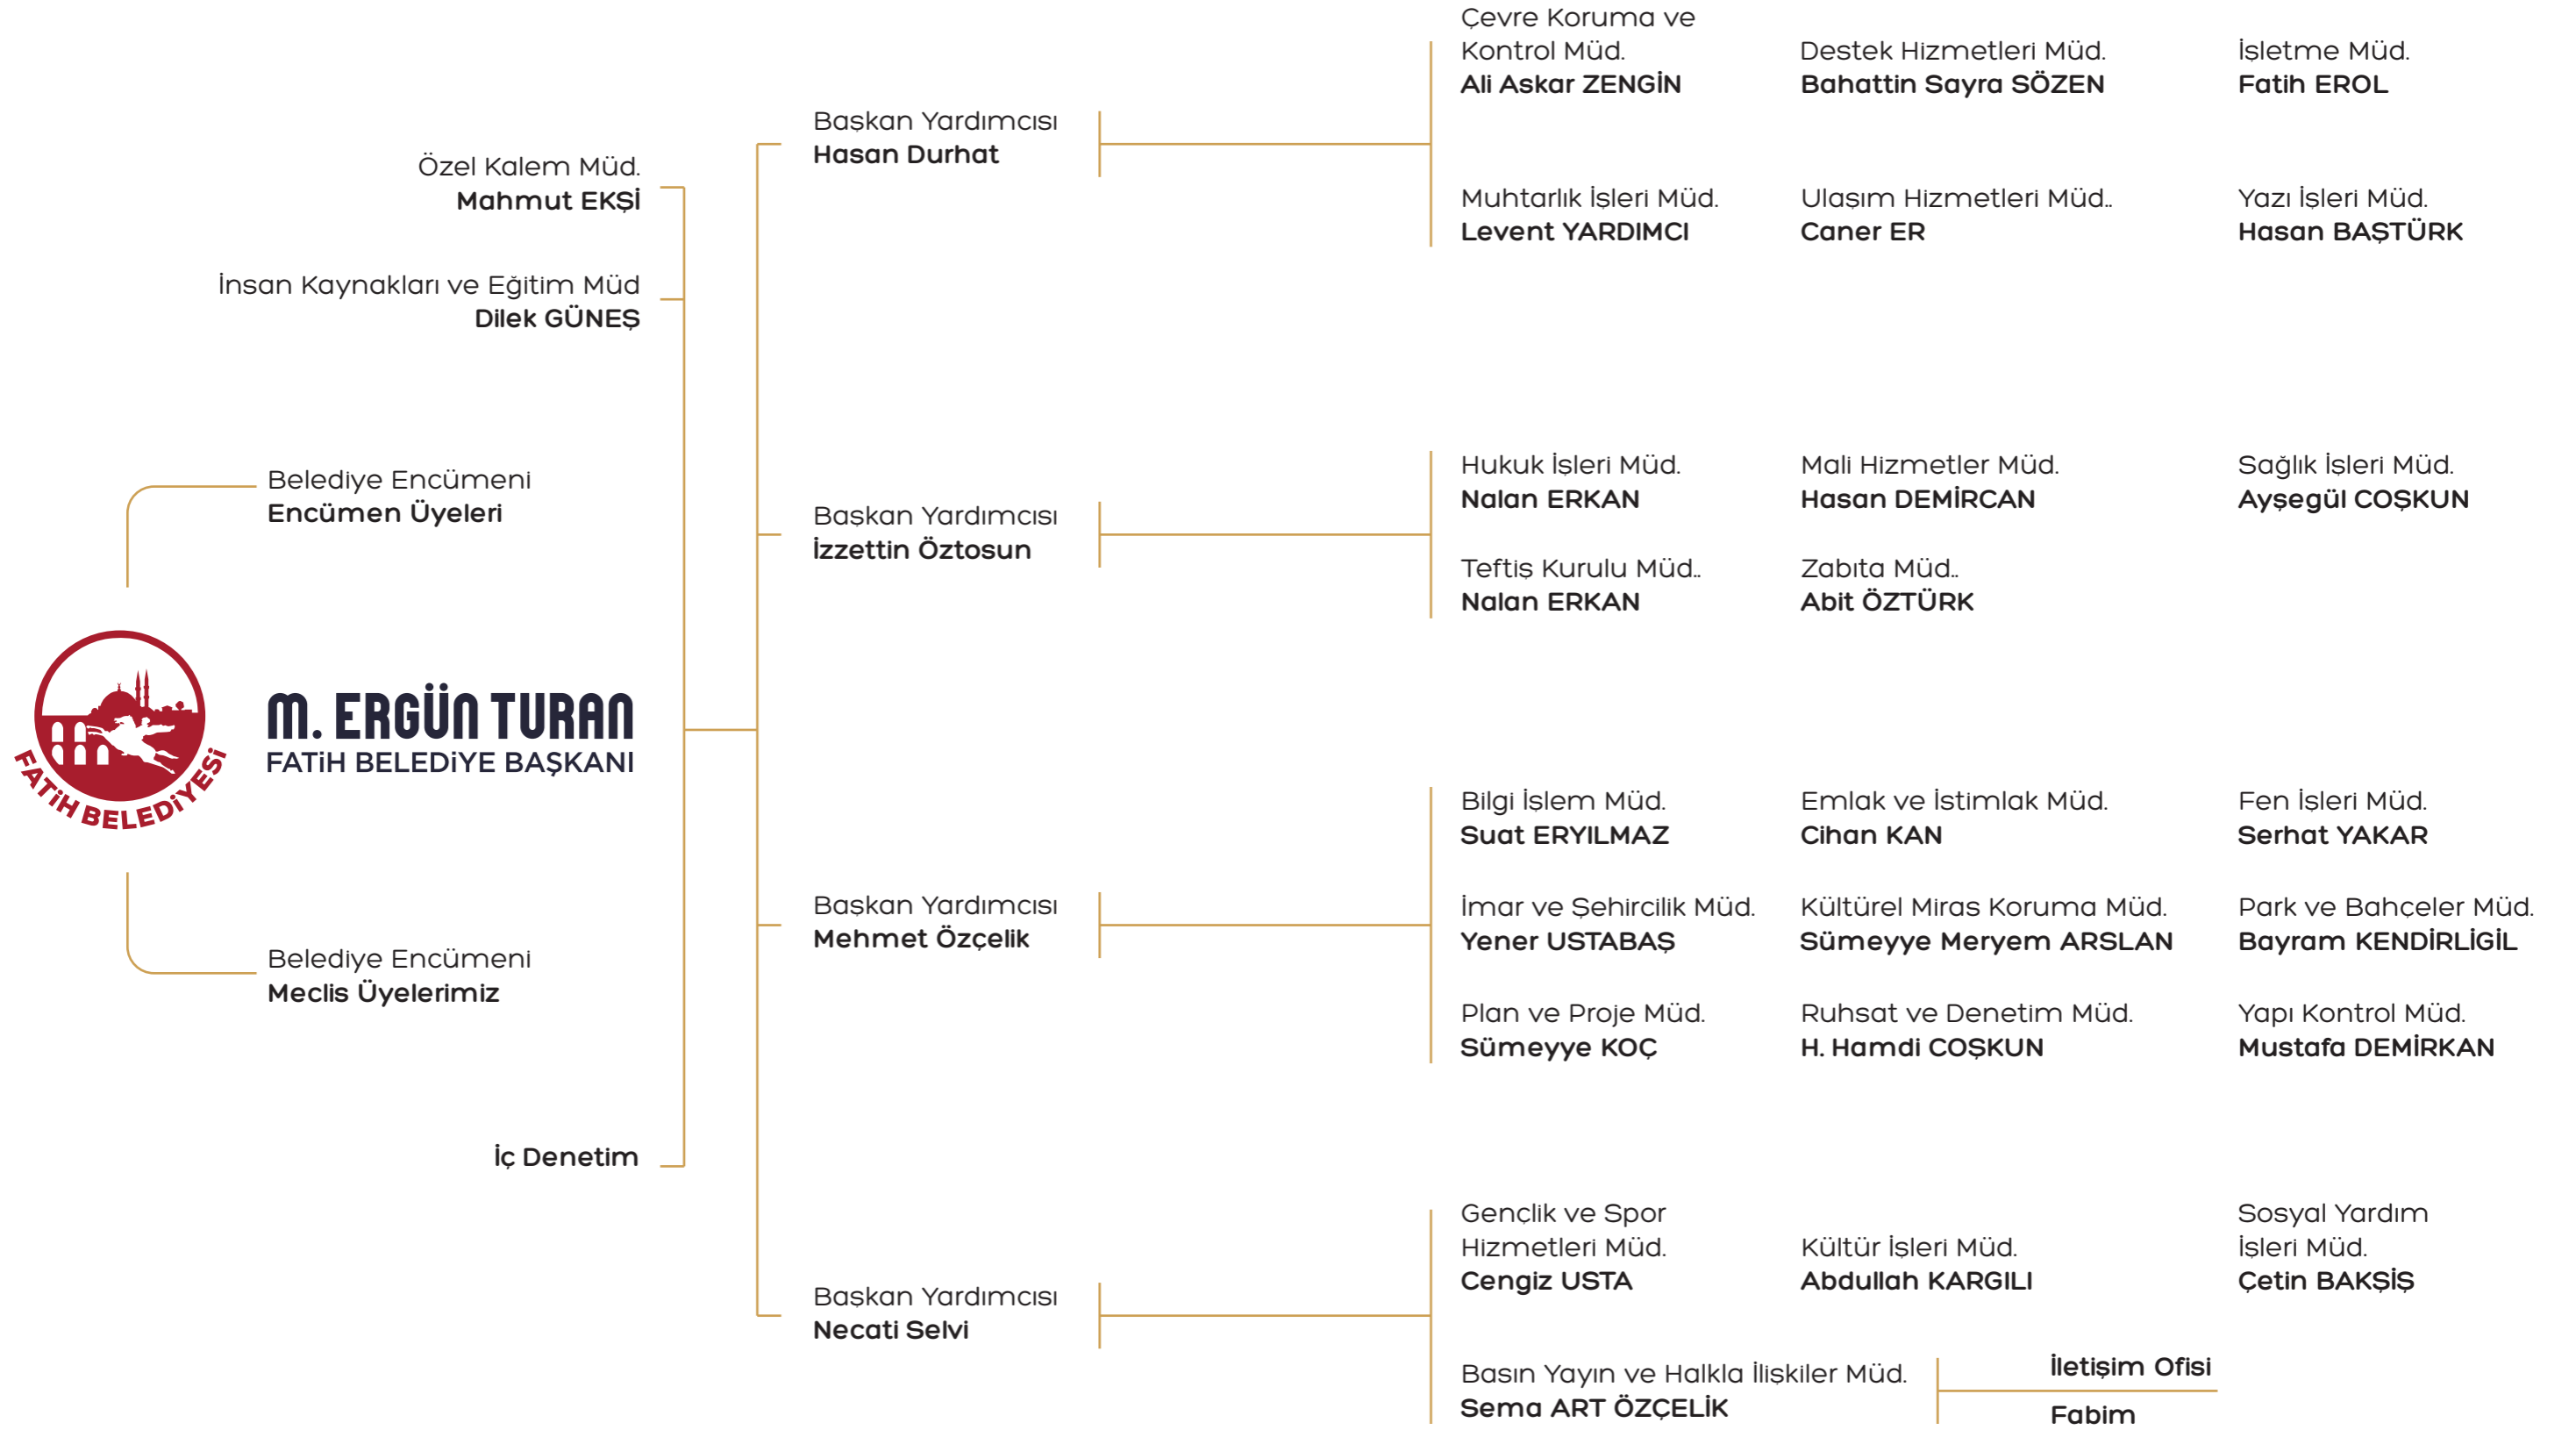 Özel Kalem Müd.
Mahmut EKŞİ
İnsan Kaynakları ve Eğitim Müd
Dilek GÜNEŞ
Belediye Encümeni
Encümen Üyeleri
FATİH BELEDİYESİ
M. ERGÜN TURAN
FATİH BELEDİYE BAŞKANI
Belediye Encümeni
Meclis Üyelerimiz
İç Denetim
Başkan Yardımcısı
Hasan Durhat
Çevre Koruma ve
Kontrol Müd.
Ali Askar ZENGİN
Destek Hizmetleri Müd.
Bahattin Sayra SÖZEN
İşletme Müd.
Fatih EROL
Muhtarlık İşleri Müd.
Levent YARDIMCI
Ulaşım Hizmetleri Müd..
Caner ER
Yazı İşleri Müd.
Hasan BAŞTÜRK
Başkan Yardımcısı
İzzettin Öztosun
Hukuk İşleri Müd.
Nalan ERKAN
Mali Hizmetler Müd.
Hasan DEMİRCAN
Sağlık İşleri Müd.
Ayşegül COŞKUN
Teftiş Kurulu Müd..
Nalan ERKAN
Zabıta Müd..
Abit ÖZTÜRK
Başkan Yardımcısı
Mehmet Özçelik
Bilgi İşlem Müd.
Suat ERYILMAZ
Emlak ve İstimlak Müd.
Cihan KAN
Fen İşleri Müd.
Serhat YAKAR
İmar ve Şehircilik Müd.
Yener USTABAŞ
Kültürel Miras Koruma Müd.
Sümeyye Meryem ARSLAN
Park ve Bahçeler Müd.
Bayram KENDİRLİGİL
Plan ve Proje Müd.
Sümeyye KOÇ
Ruhsat ve Denetim Müd.
H. Hamdi COŞKUN
Yapı Kontrol Müd.
Mustafa DEMİRKAN
Başkan Yardımcısı
Necati Selvi
Gençlik ve Spor
Hizmetleri Müd.
Cengiz USTA
Kültür İşleri Müd.
Abdullah KARGILI
Sosyal Yardım
İşleri Müd.
Çetin BAKŞİŞ
Basın Yayın ve Halkla İlişkiler Müd.
Sema ART ÖZÇELİK
İletişim Ofisi
Fabim